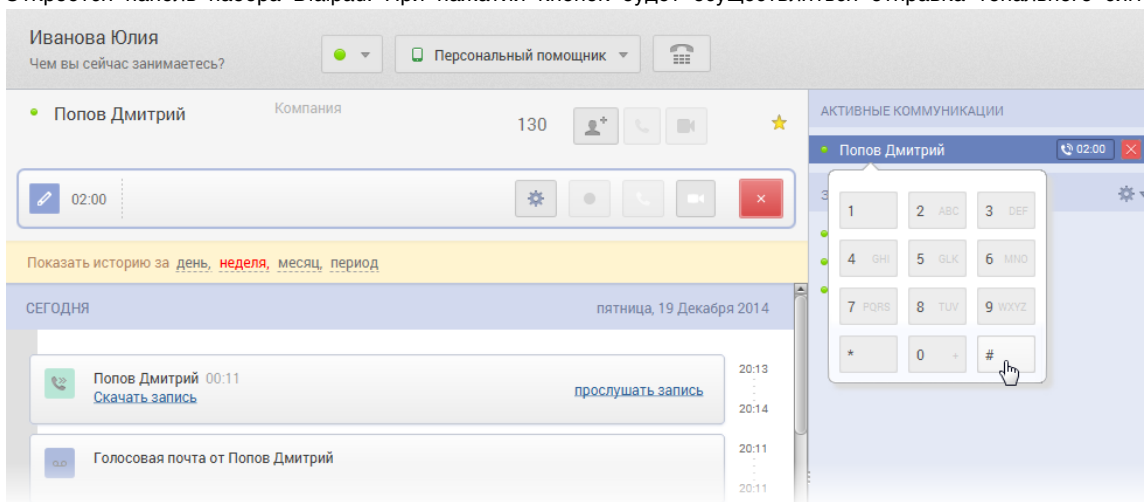 Иванова Юлия
Чем вы сейчас занимаетесь?
Персональный помощник
Попов Дмитрий
Компания
130
02:00
Показать историю за день, неделя, месяц, период
СЕГОДНЯ
пятница, 19 Декабря 2014
Попов Дмитрий 00:11
Скачать запись
прослушать запись
20:13
20:14
Голосовая почта от Попов Дмитрий
20:11
20:11
АКТИВНЫЕ КОММУНИКАЦИИ
Попов Дмитрий
02:00
1
2 ABC
3 DEF
4 GHI
5 GLK
6 MNO
7 PQRS
8 TUV
9 WXYZ
*
0 +
#